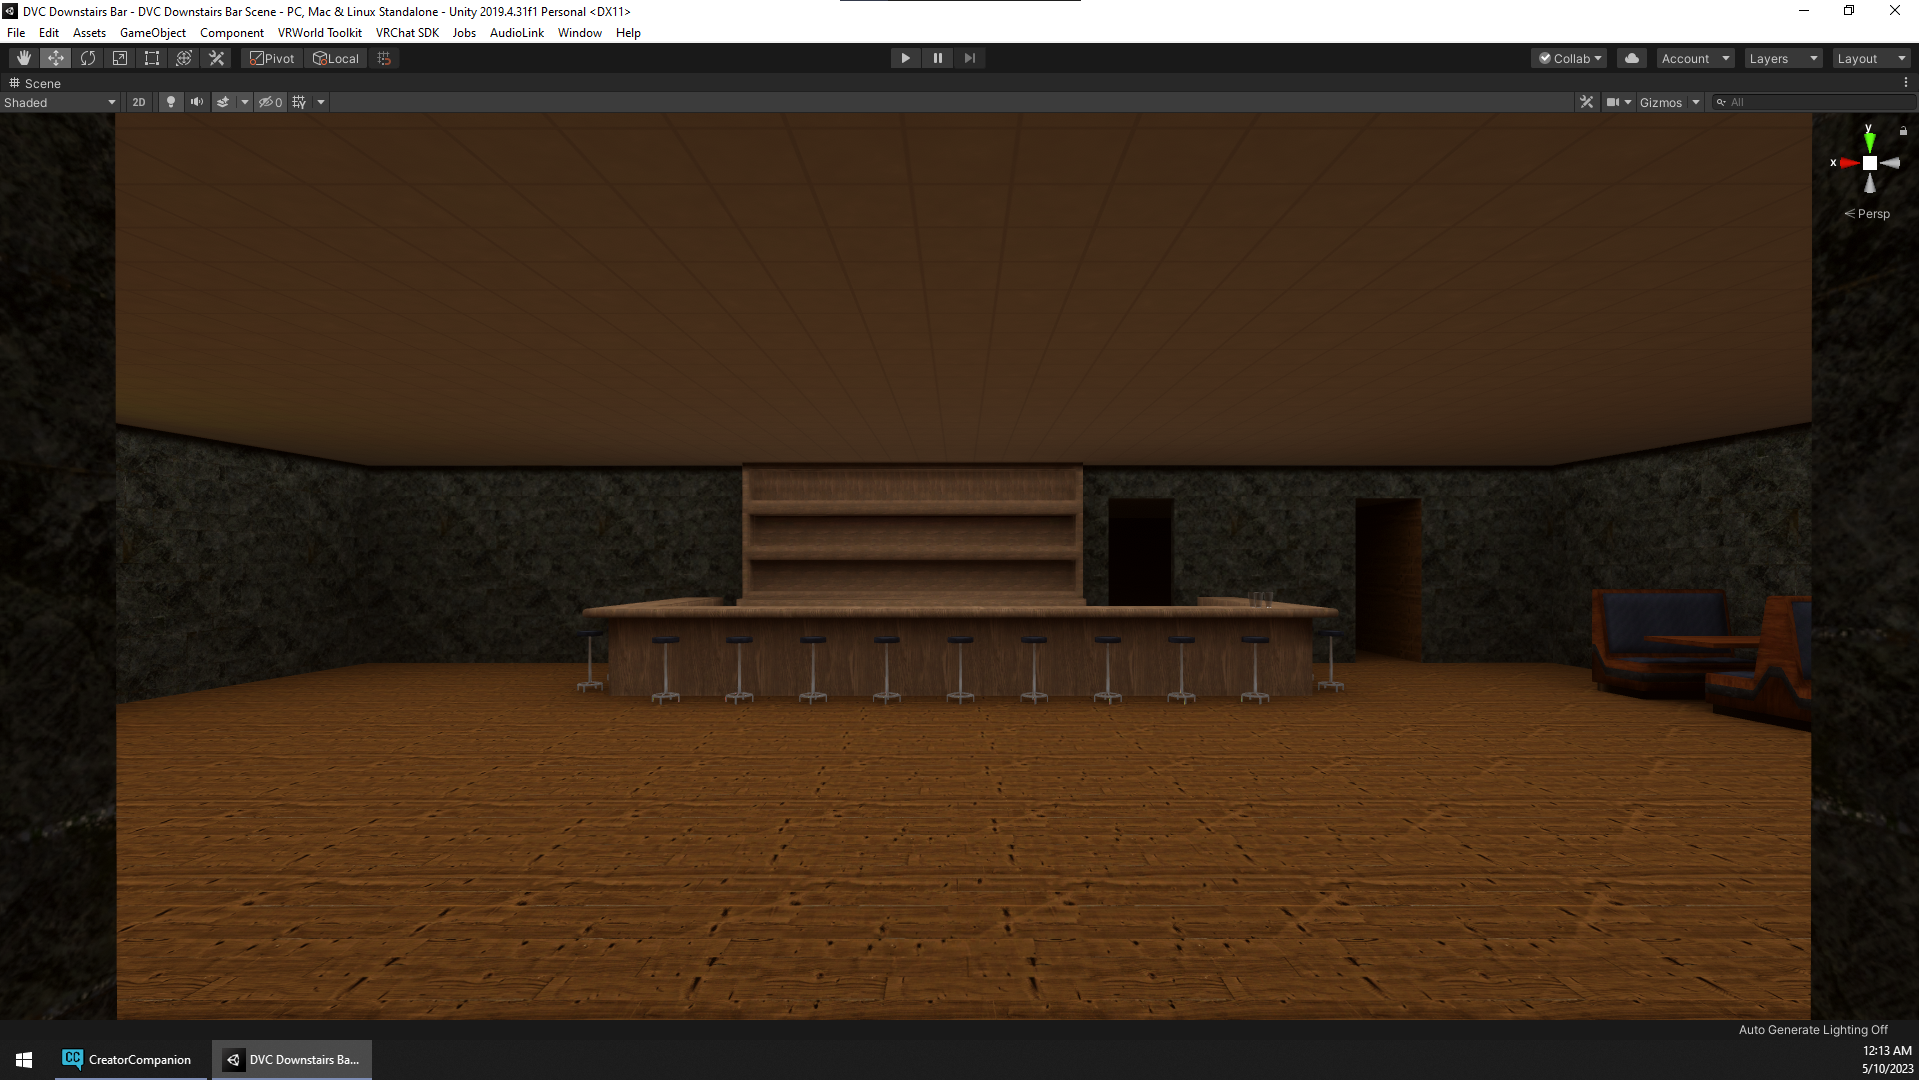 DVC Downstairs Bar - DVC Downstairs Bar Scene - PC, Mac & Linux Standalone - Unity 2019.4.31f1 Personal <DX11>
File Edit Assets GameObject Component VRWorld Toolkit VRChat SDK Jobs AudioLink Window Help
Pivot Local Collab Account Layers Layout
Scene
Shaded 2D 0 Gizmos All
y
x
Persp
Auto Generate Lighting Off
CC CreatorCompanion DVC Downstairs Ba... 12:13 AM
5/10/2023